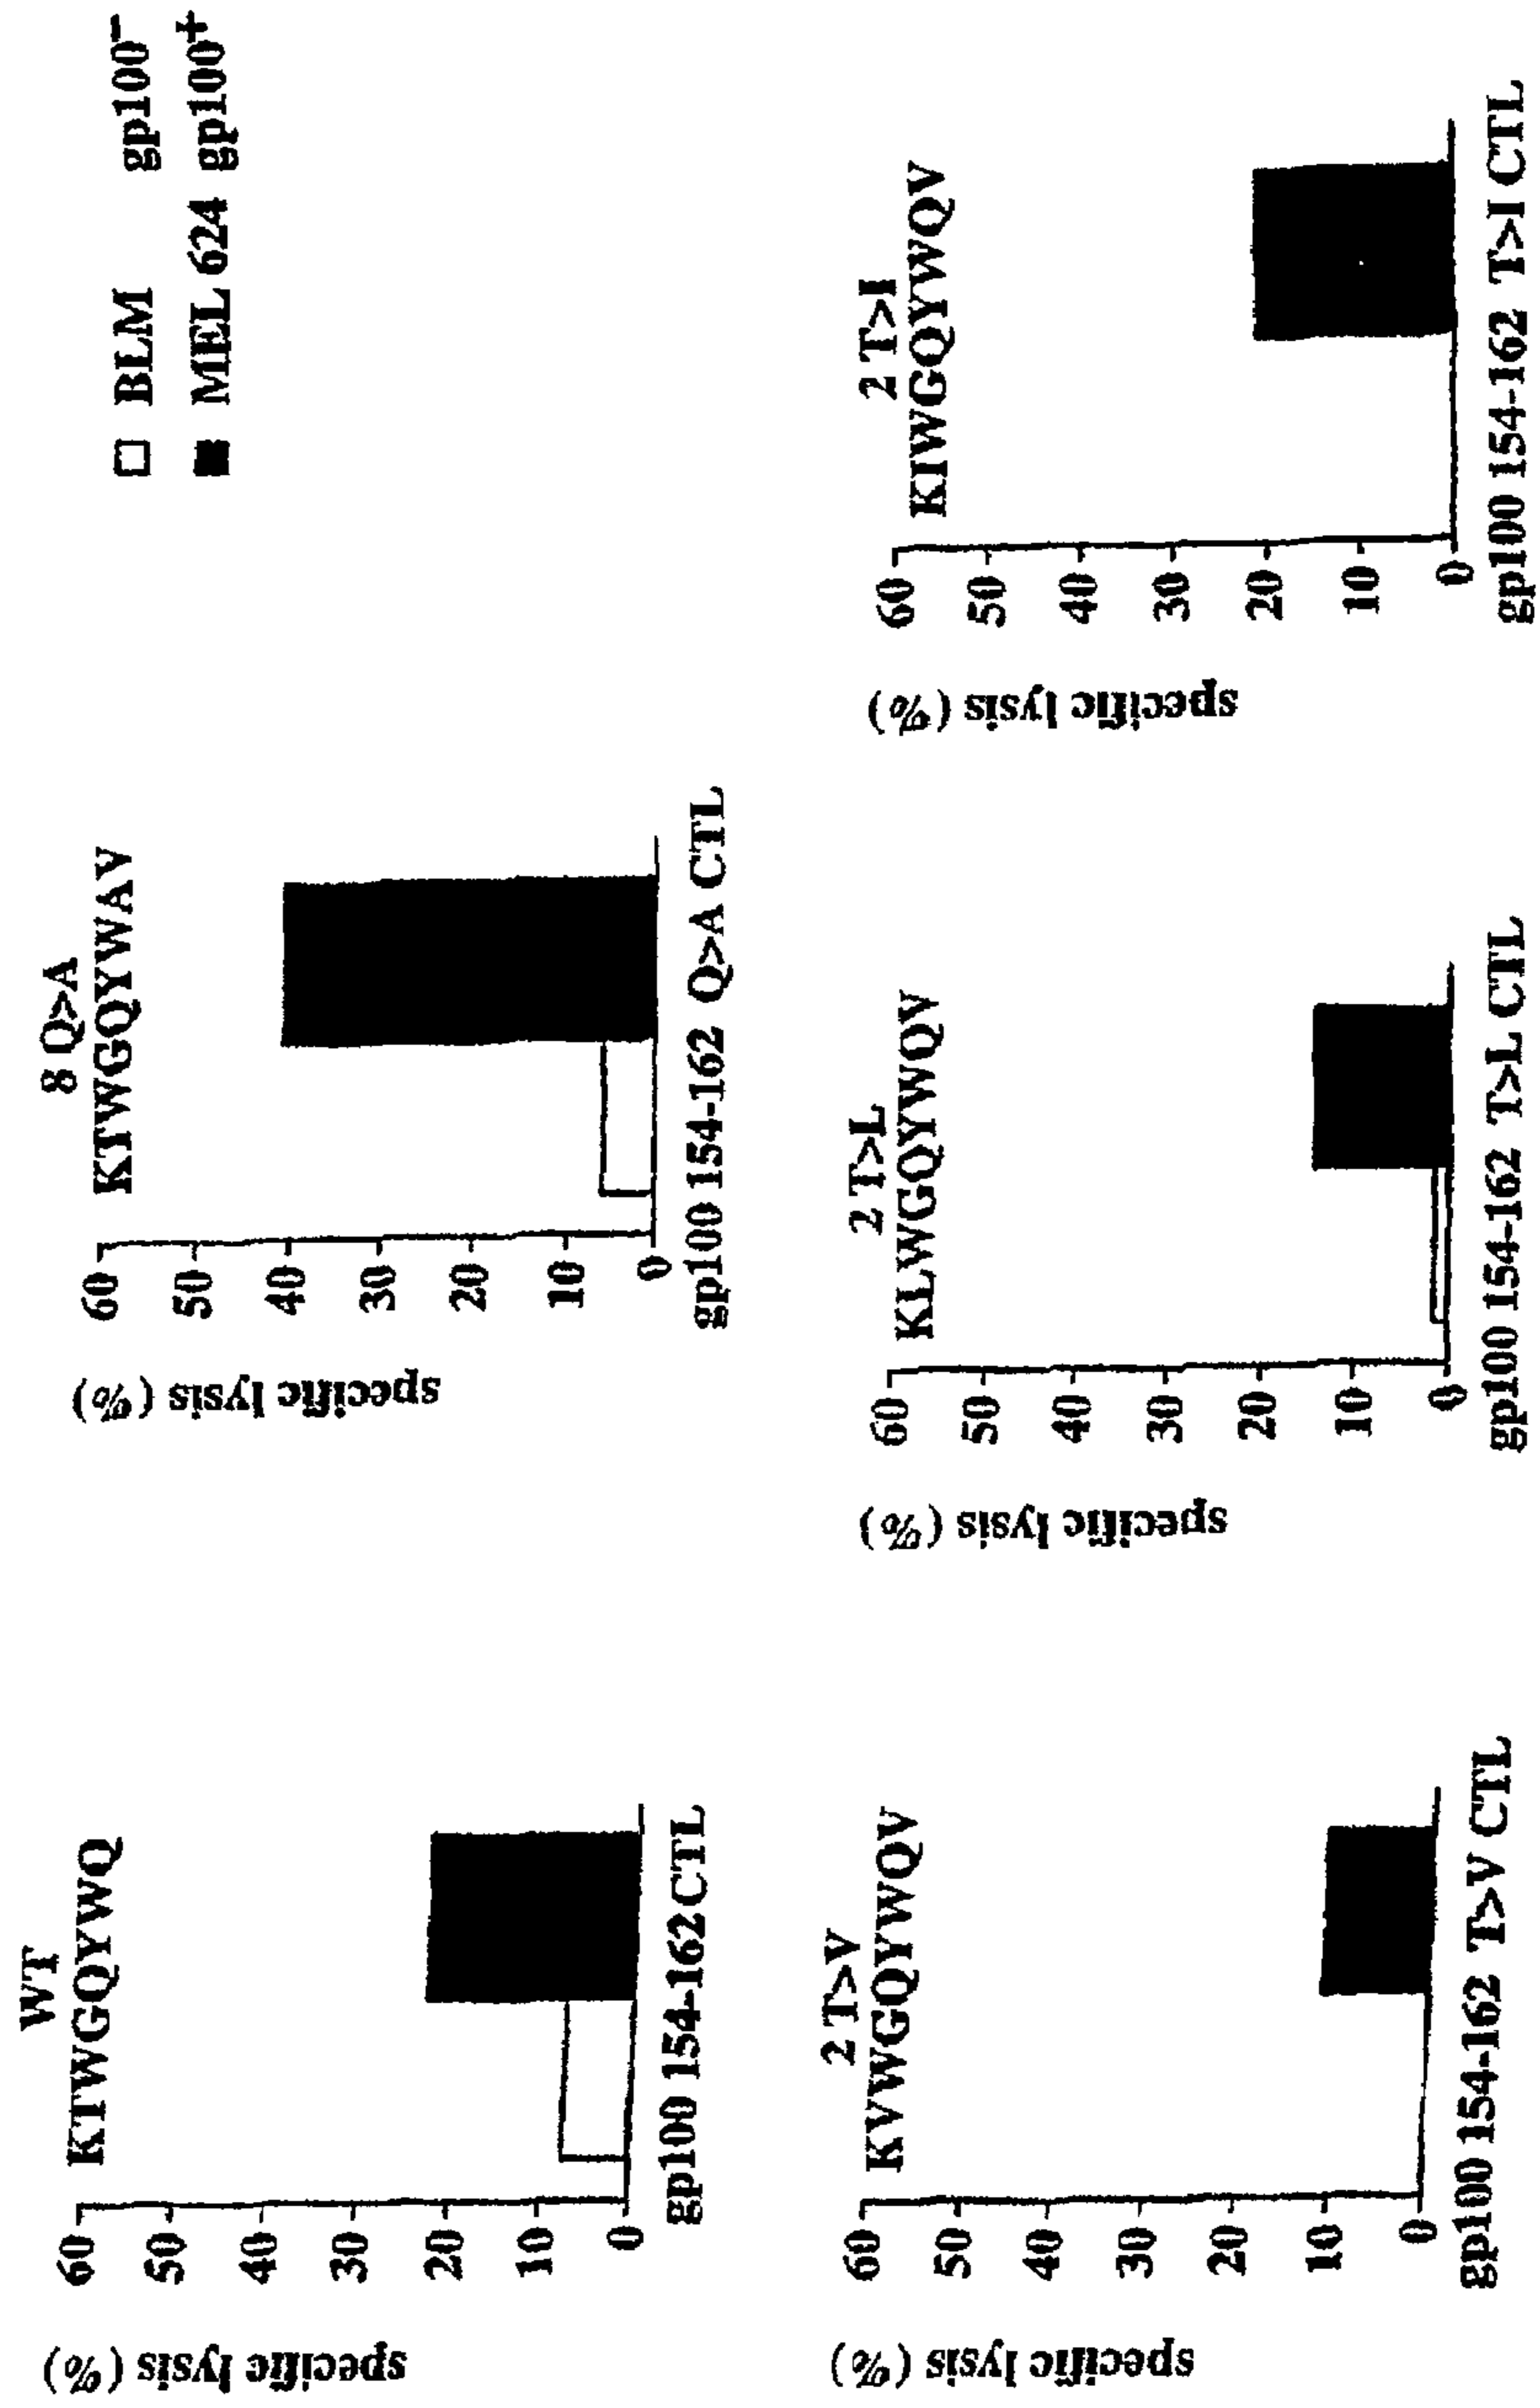 □ BLM gp100⁻
■ MEL 624 gp100⁺
WT
KTWGQYWQ
60
50
40
30
20
10
0
specific lysis (%)
gp100 154-162 CTL
8 Q>A
KTWGQYWAV
60
50
40
30
20
10
0
specific lysis (%)
gp100 154-162 Q>A CTL
2 T>V
KVWGQYWQV
60
50
40
30
20
10
0
specific lysis (%)
gp100 154-162 T>V CTL
2 T>L
KLWGQYWQV
60
50
40
30
20
10
0
specific lysis (%)
gp100 154-162 T>L CTL
2 T>I
KIWGQYWQV
60
50
40
30
20
10
0
specific lysis (%)
gp100 154-162 T>I CTL